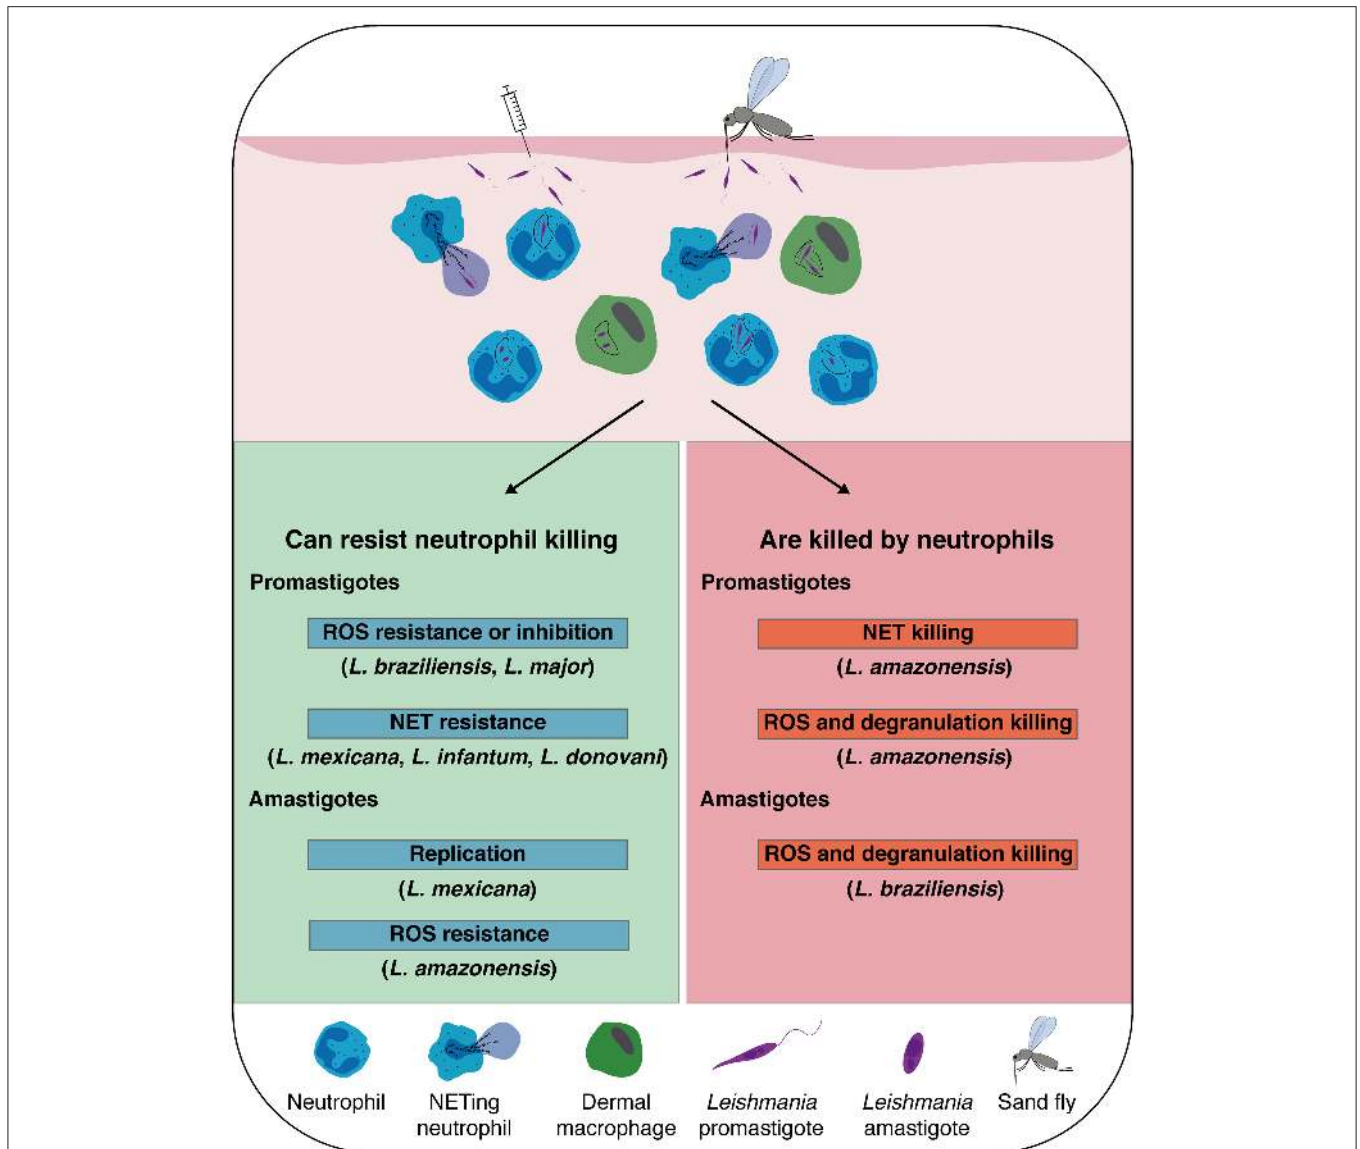 Can resist neutrophil killing
Promastigotes
ROS resistance or inhibition
(L. braziliensis, L. major)
NET resistance
(L. mexicana, L. infantum, L. donovani)
Amastigotes
Replication
(L. mexicana)
ROS resistance
(L. amazonensis)
Are killed by neutrophils
Promastigotes
NET killing
(L. amazonensis)
ROS and degranulation killing
(L. amazonensis)
Amastigotes
ROS and degranulation killing
(L. braziliensis)
Neutrophil
NETing
neutrophil
Dermal
macrophage
Leishmania
promastigote
Leishmania
amastigote
Sand fly